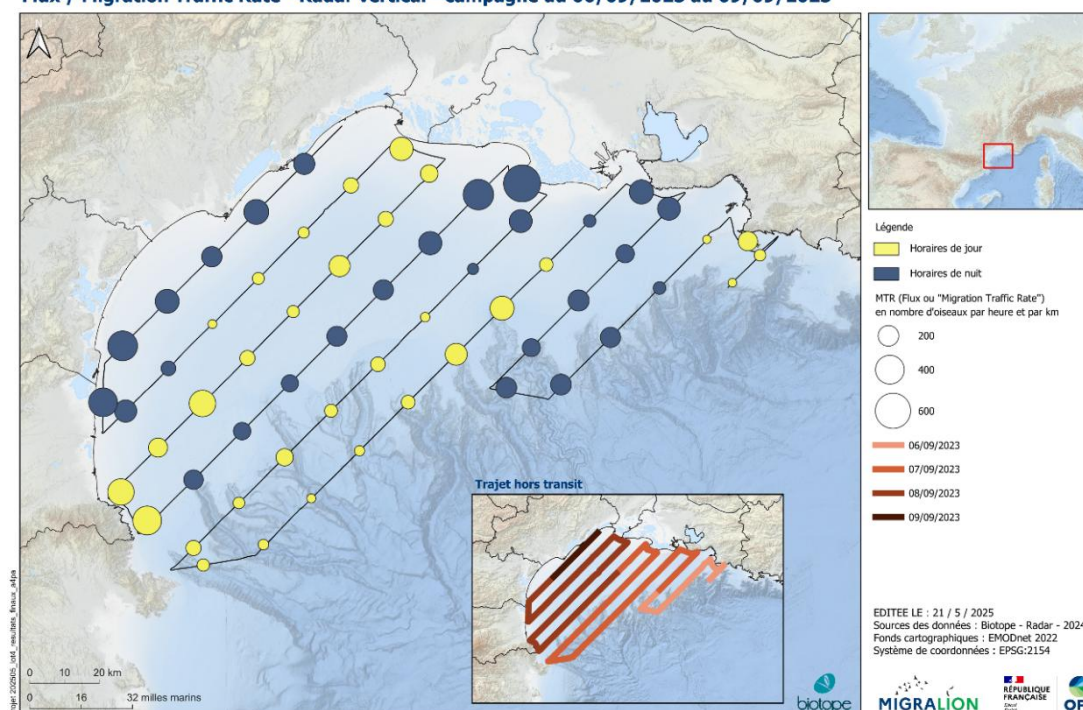 Flux / Migration Traffic Rate - Radar vertical - Campagne du 06/09/2023 au 09/09/2023
Légende
Horaires de jour
Horaires de nuit
MTR (Flux ou "Migration Traffic Rate")
en nombre d'oiseaux par heure et par km
200
400
600
06/09/2023
07/09/2023
08/09/2023
09/09/2023
Trajet hors transit
0 10 20 km
0 16 32 milles marins
biotope
EDITEE LE : 21 / 5 / 2025
Sources des données : Biotope - Radar - 2024
Fonds cartographiques : EMODnet 2022
Système de coordonnées : EPSG:2154
MIGRALION
RÉPUBLIQUE
FRANÇAISE